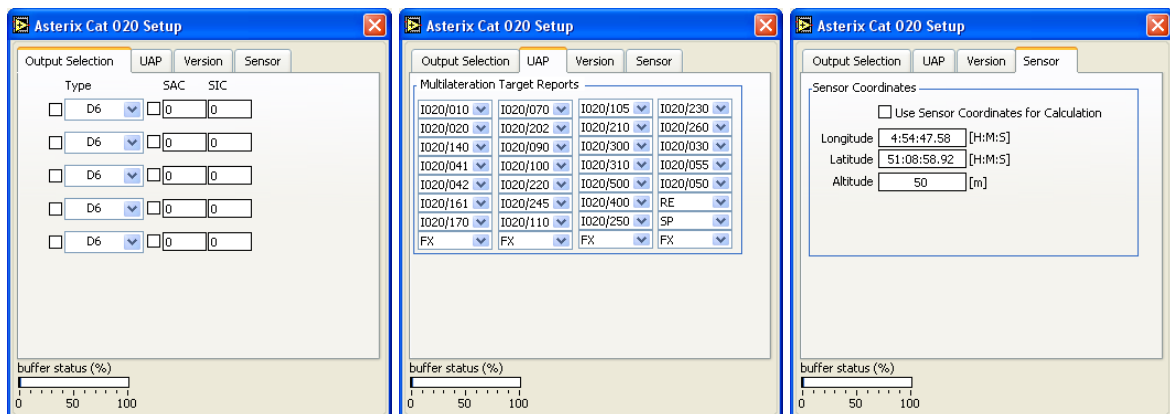 Asterix Cat 020 Setup
Output Selection UAP Version Sensor
Type SAC SIC
D6 0 0
D6 0 0
D6 0 0
D6 0 0
D6 0 0
buffer status (%)
0 50 100
Asterix Cat 020 Setup
Output Selection UAP Version Sensor
Multilateration Target Reports
I020/010 I020/070 I020/105 I020/230
I020/020 I020/202 I020/210 I020/260
I020/140 I020/090 I020/300 I020/030
I020/041 I020/100 I020/310 I020/055
I020/042 I020/220 I020/500 I020/050
I020/161 I020/245 I020/400 RE
I020/170 I020/110 I020/250 SP
FX FX FX FX
buffer status (%)
0 50 100
Asterix Cat 020 Setup
Output Selection UAP Version Sensor
Sensor Coordinates
Use Sensor Coordinates for Calculation
Longitude 4:54:47.58 [H:M:S]
Latitude 51:08:58.92 [H:M:S]
Altitude 50 [m]
buffer status (%)
0 50 100